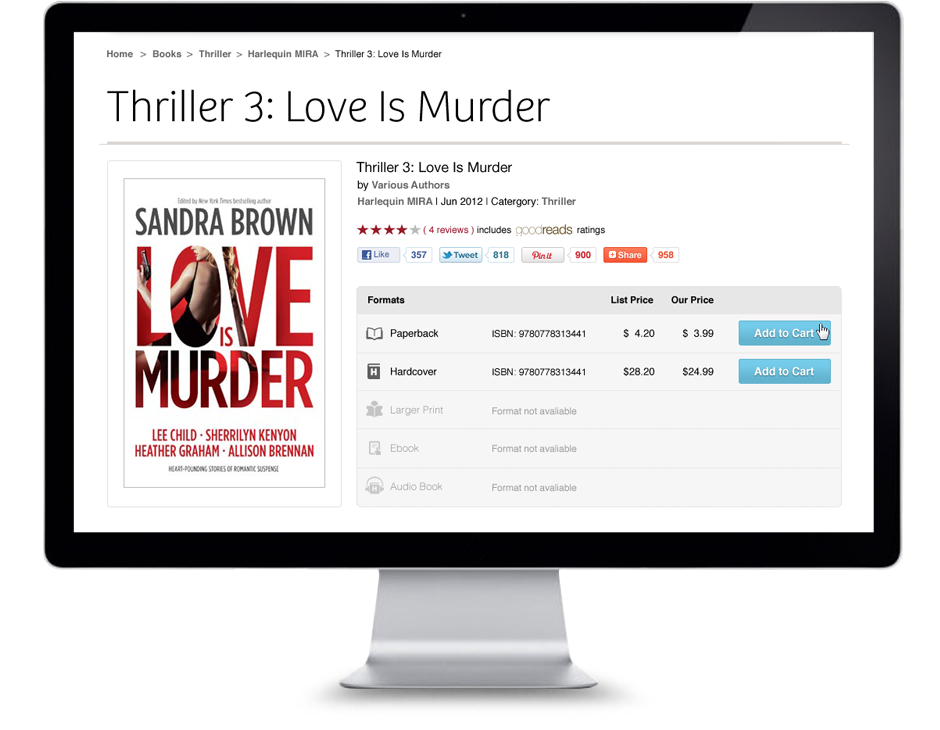 Home > Books > Thriller > Harlequin MIRA > Thriller 3: Love Is Murder
Thriller 3: Love Is Murder
Edited by New York Times bestselling author
SANDRA BROWN
LOVE
IS
MURDER
LEE CHILD · SHERRILYN KENYON
HEATHER GRAHAM · ALLISON BRENNAN
HEART-POUNDING STORIES OF ROMANTIC SUSPENSE
Thriller 3: Love Is Murder
by Various Authors
Harlequin MIRA | Jun 2012 | Catergory: Thriller
( 4 reviews ) includes goodreads ratings
Like 357 Tweet 818 Pin it 900 Share 958
Formats List Price Our Price
Paperback ISBN: 9780778313441 $ 4.20 $ 3.99 Add to Cart
H Hardcover ISBN: 9780778313441 $28.20 $24.99 Add to Cart
Larger Print Format not available
Ebook Format not available
H Audio Book Format not available